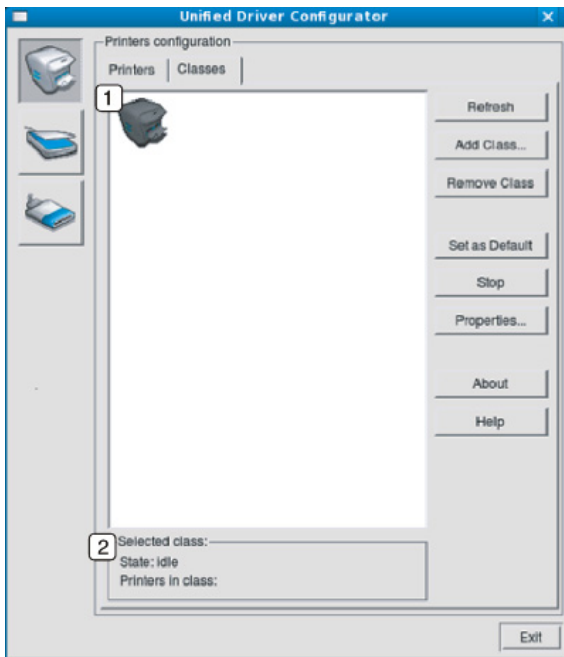 Unified Driver Configurator
Printers configuration
Printers Classes
1
Refresh
Add Class...
Remove Class
Set as Default
Stop
Properties...
About
Help
2
Selected class:
State: idle
Printers in class:
Exit